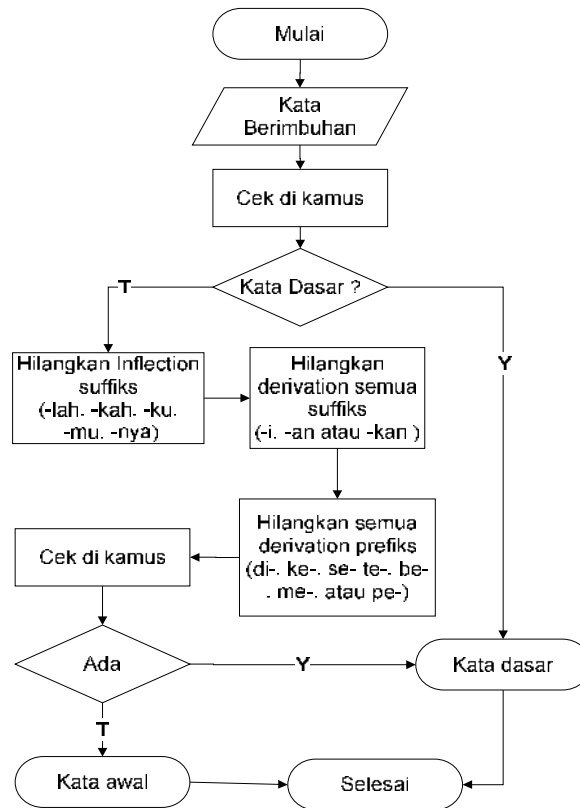 Mulai
Kata
Berimbuhan
Cek di kamus
Kata Dasar ?
T
Y
Hilangkan Inflection
suffiks
(-lah. -kah. -ku.
-mu. -nya)
Hilangkan
derivation semua
suffiks
(-i. -an atau -kan )
Hilangkan semua
derivation prefiks
(di-. ke-. se- te-. be-
. me-. atau pe-)
Cek di kamus
Ada
Y
Kata dasar
T
Kata awal
Selesai